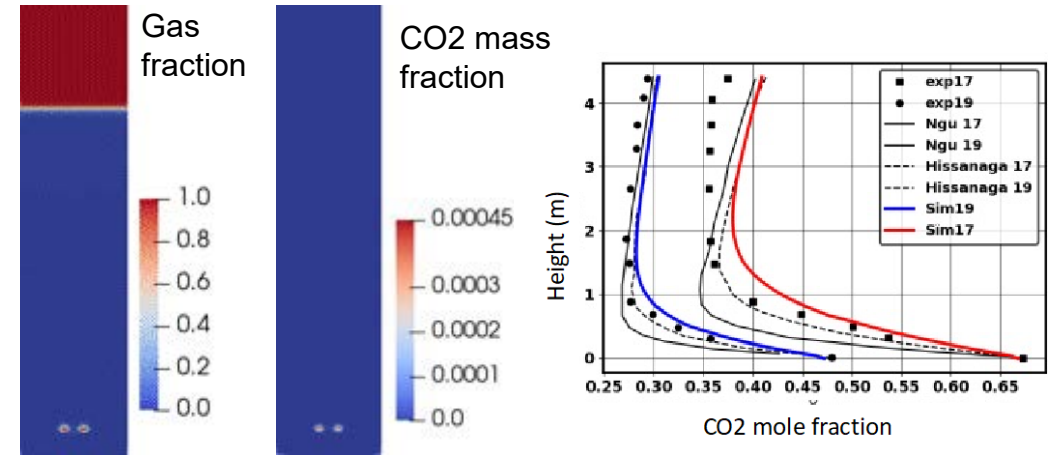 Gas
fraction
1.0
0.8
0.6
0.4
0.2
0.0
CO2 mass
fraction
0.00045
0.0003
0.0002
0.0001
0.0
Height (m)
4
3
2
1
0
exp17
exp19
Ngu 17
Ngu 19
Hissanaga 17
Hissanaga 19
Sim19
Sim17
0.25 0.30 0.35 0.40 0.45 0.50 0.55 0.60 0.65
CO2 mole fraction